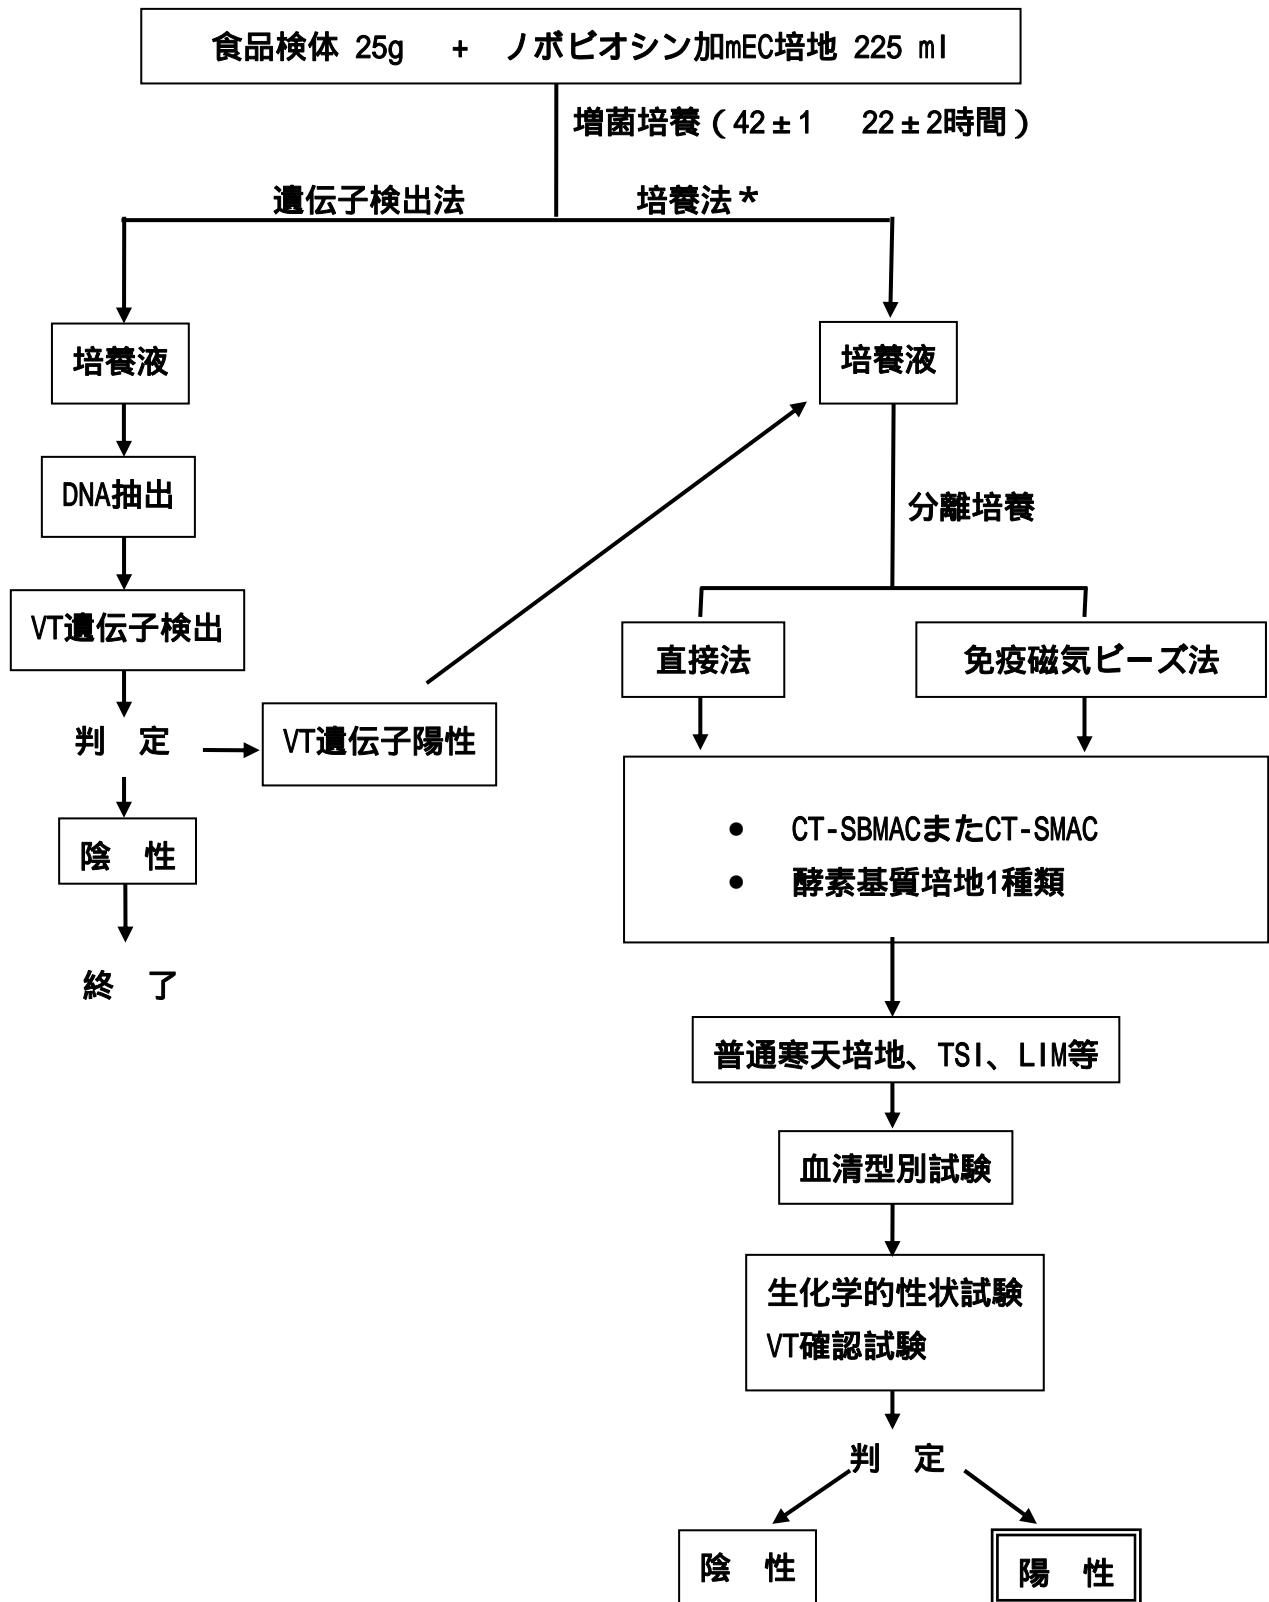 食品検体 25g + ノボビオシン加mEC培地 225 ml
増菌培養（42±1 22±2時間）
遺伝子検出法
培養法*
培養液
培養液
DNA抽出
分離培養
VT遺伝子検出
直接法
免疫磁気ビーズ法
判 定
VT遺伝子陽性
● CT-SBMACまたCT-SMAC
● 酵素基質培地1種類
陰 性
終 了
普通寒天培地、TSI、LIM等
血清型別試験
生化学的性状試験
VT確認試験
判 定
陰 性
陽 性